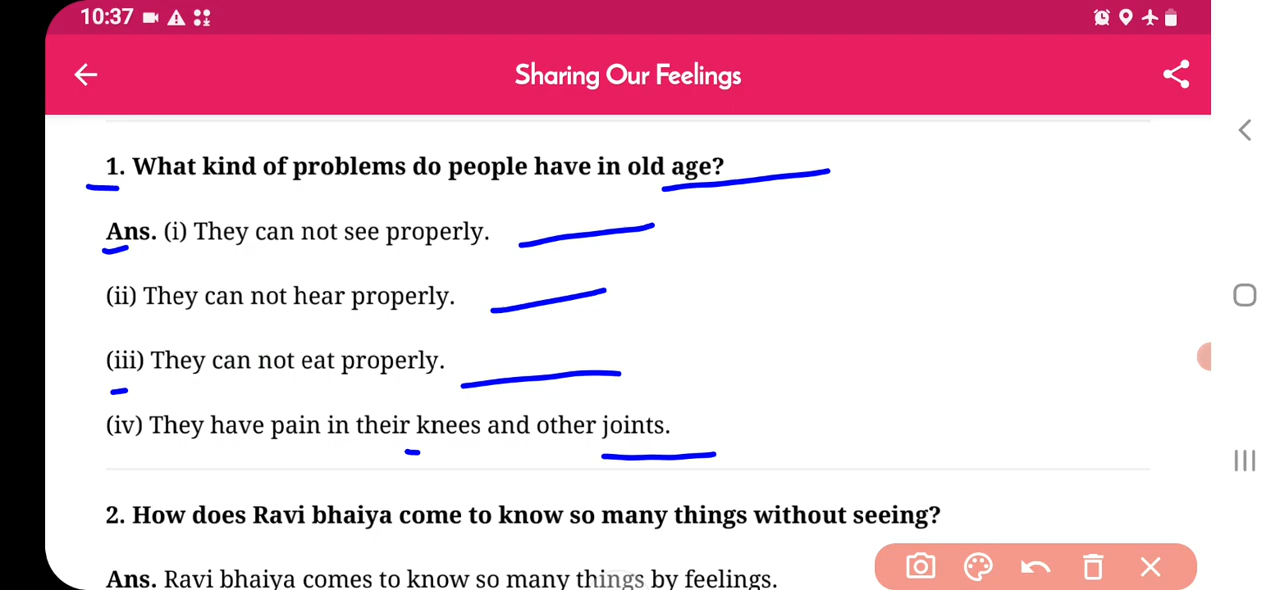 10:37
Sharing Our Feelings
1. What kind of problems do people have in old age?
Ans. (i) They can not see properly.
(ii) They can not hear properly.
(iii) They can not eat properly.
(iv) They have pain in their knees and other joints.
2. How does Ravi bhaiya come to know so many things without seeing?
Ans. Ravi bhaiya comes to know so many things by feelings.